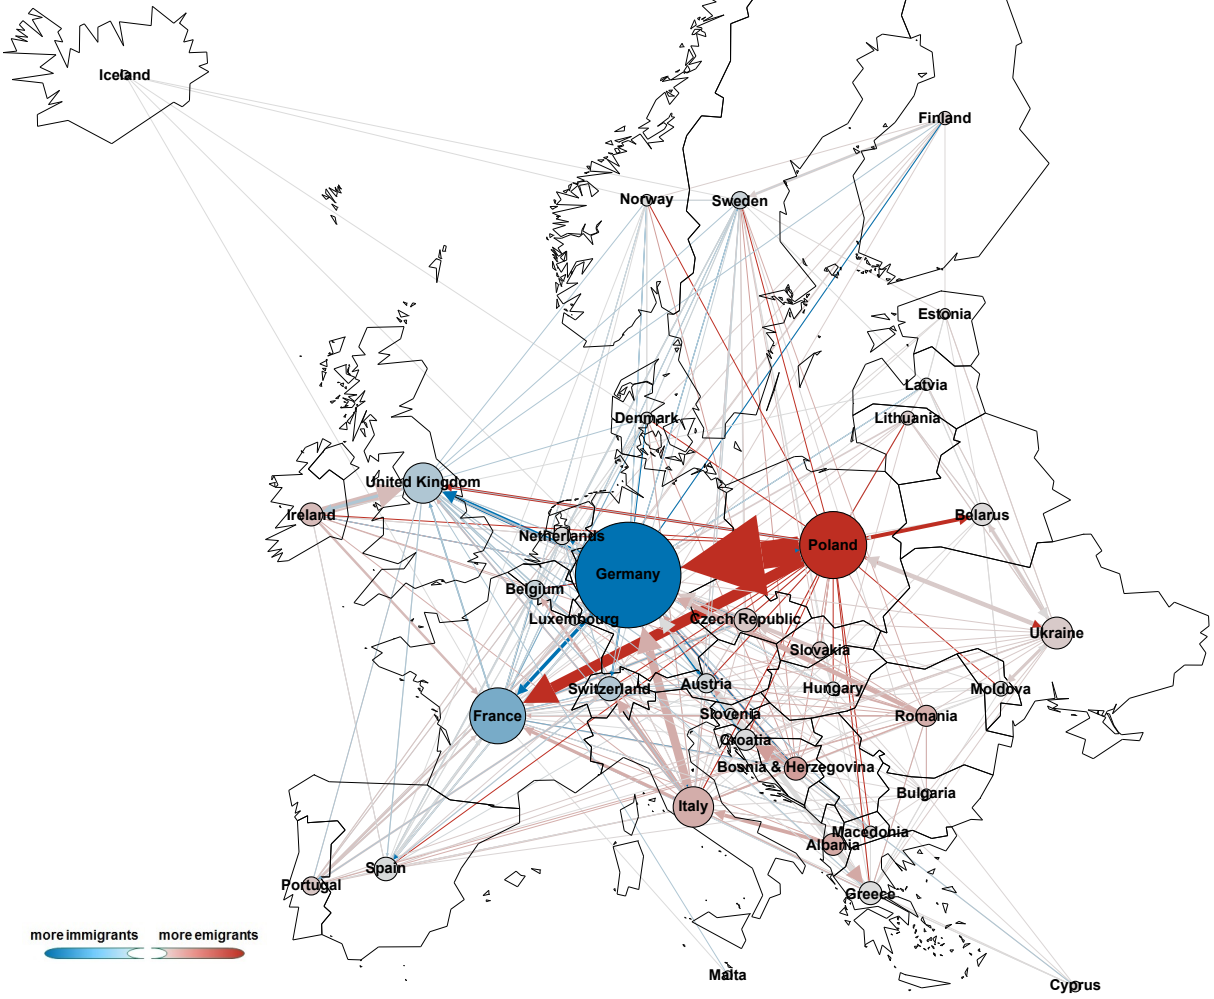 Iceland
Finland
Norway
Sweden
Estonia
Latvia
Lithuania
Denmark
United Kingdom
Ireland
Belarus
Netherlands
Poland
Germany
Belgium
Luxembourg
Czech Republic
Ukraine
Slovakia
Switzerland
Austria
Hungary
Moldova
France
Slovenia
Romania
Croatia
Bosnia & Herzegovina
Bulgaria
Italy
Macedonia
Albania
Spain
Portugal
Greece
more immigrants
more emigrants
Malta
Cyprus